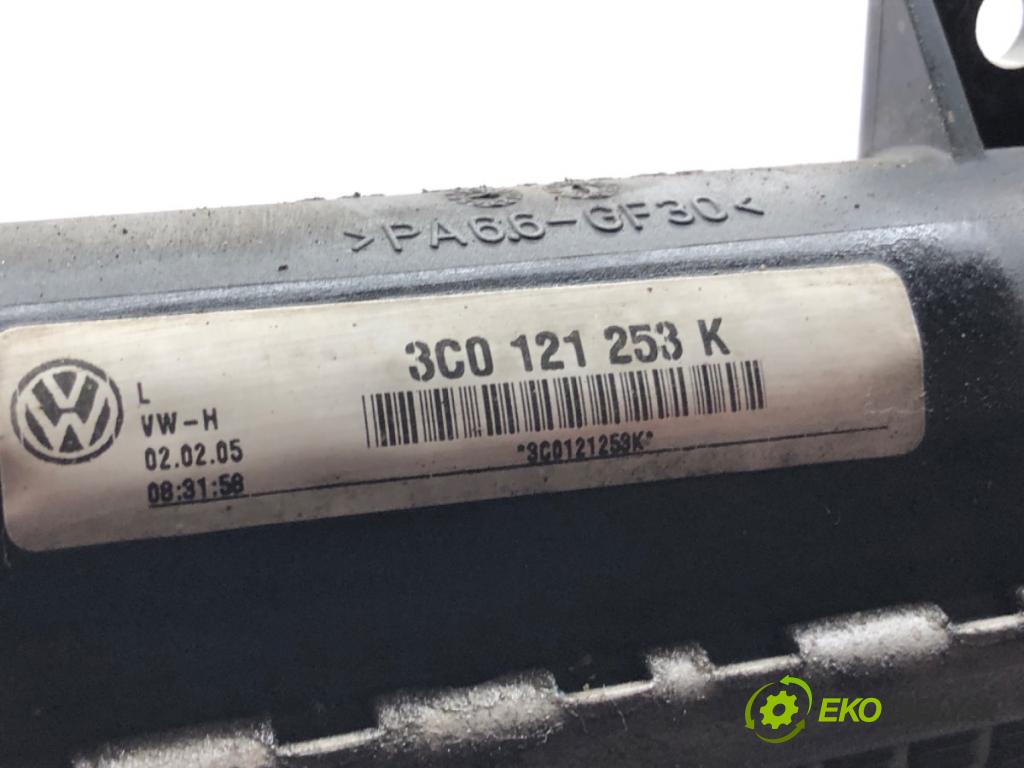 >PA6.6-GF30<
3C0 121 253 K
L
VW-H
02.02.05
08:31:58
*3C0121253K*
EKO